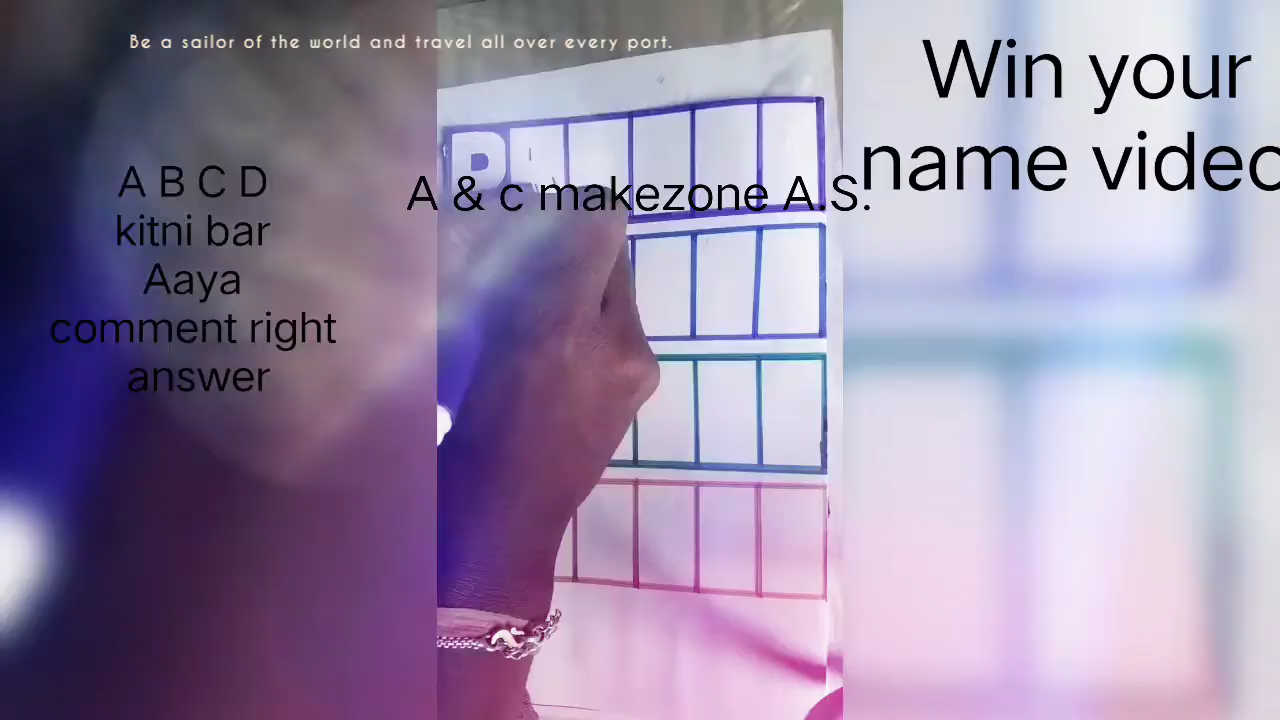 Be a sailor of the world and travel all over every port.
A B C D
kitni bar
Aaya
comment right
answer
A & c makezone A.S.
Win your
name video